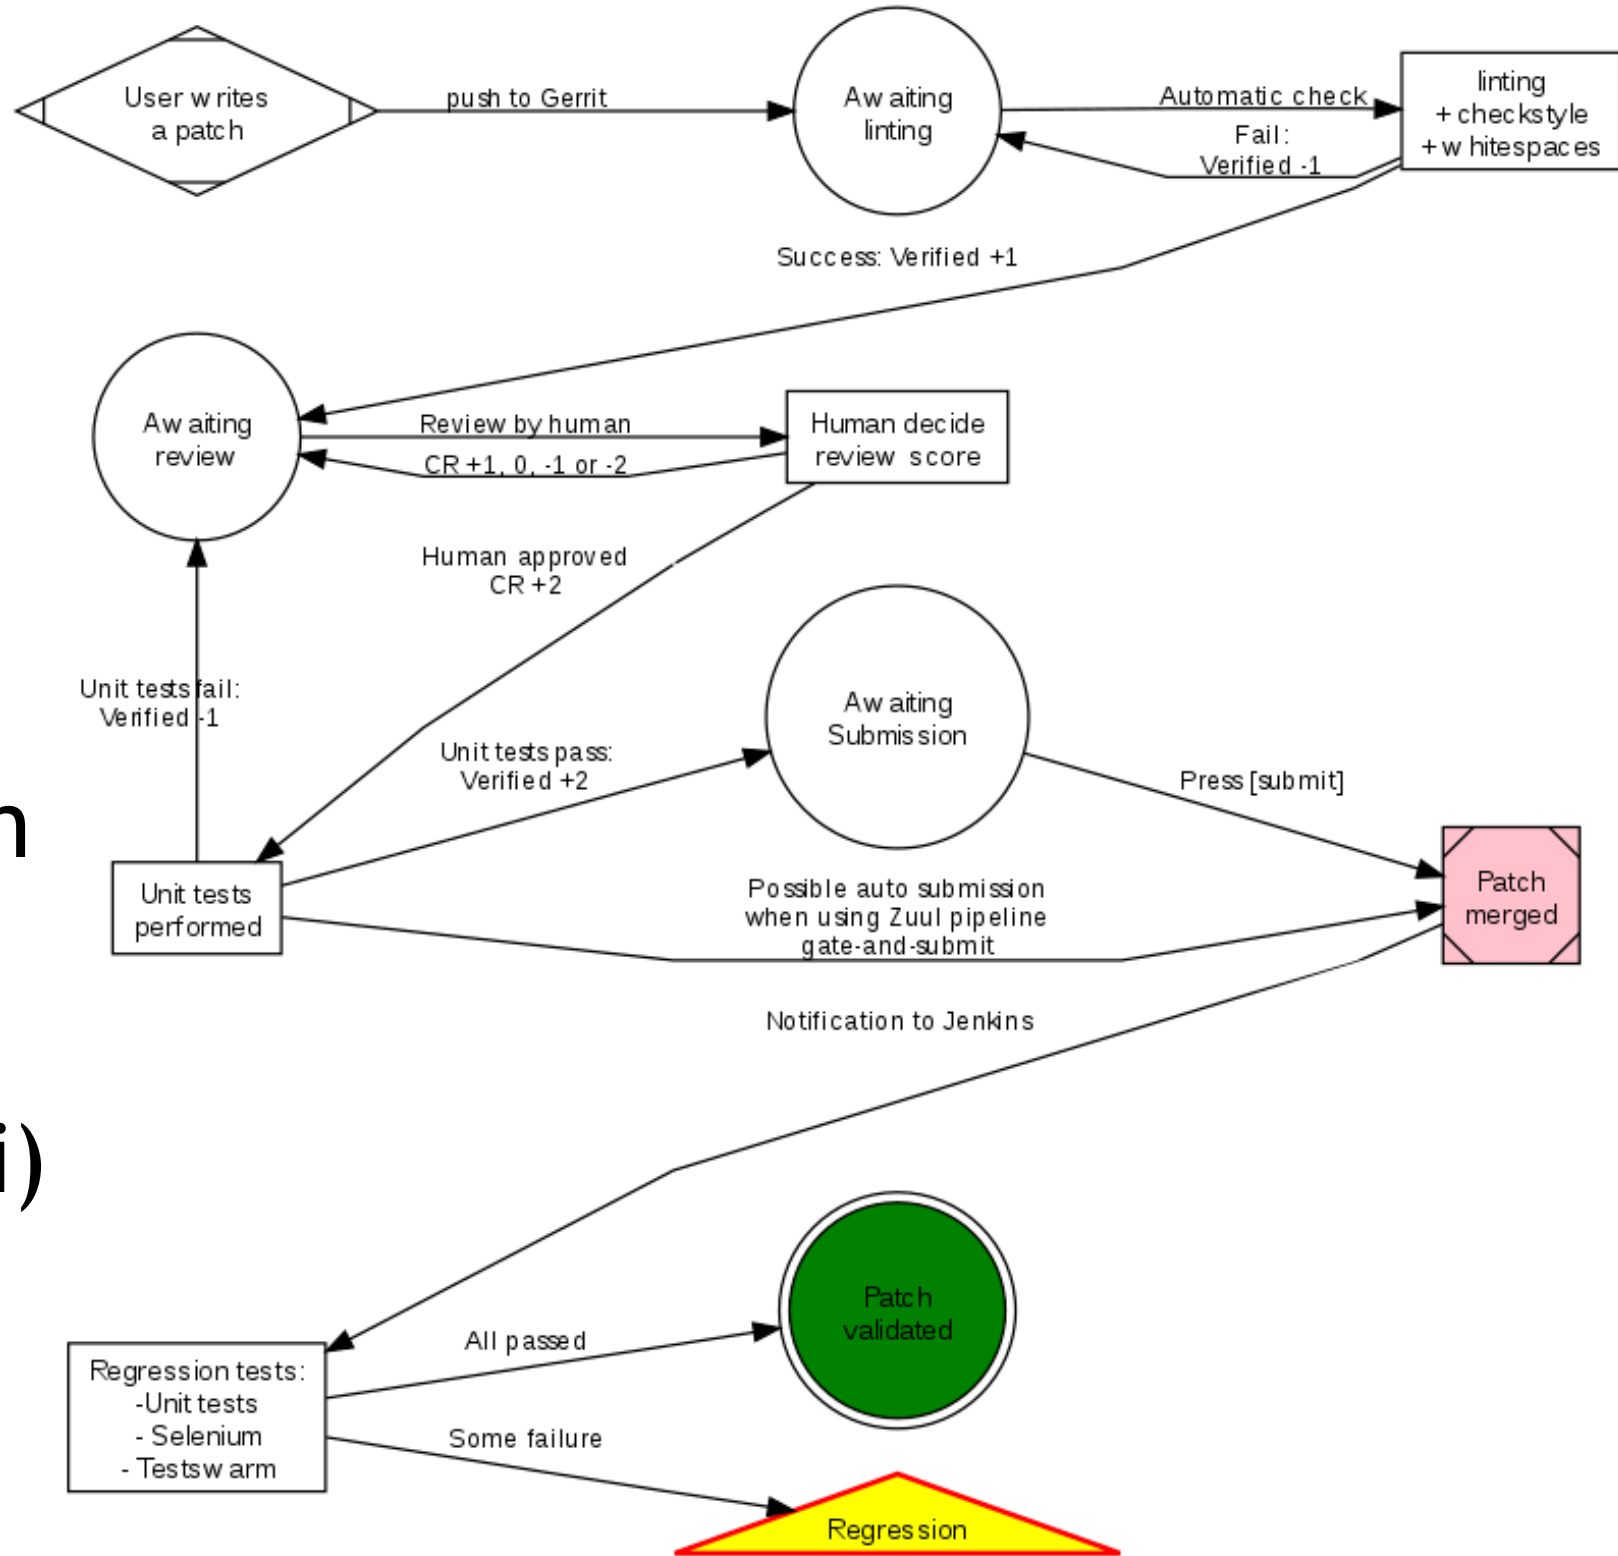 User writes
a patch
push to Gerrit
Awaiting
linting
Automatic check
Fail:
Verified -1
linting
+ checkstyle
+ whitespaces
Success: Verified +1
Awaiting
review
Review by human
CR +1, 0, -1 or -2
Human decide
review score
Human approved
CR +2
Unit tests fail:
Verified -1
Unit tests pass:
Verified +2
Awaiting
Submission
Press [submit]
n
Unit tests
performed
Possible auto submission
when using Zuul pipeline
gate-and-submit
Patch
merged
Notification to Jenkins
i)
Patch
validated
All passed
Regression tests:
-Unit tests
- Selenium
- Testswarm
Some failure
Regression